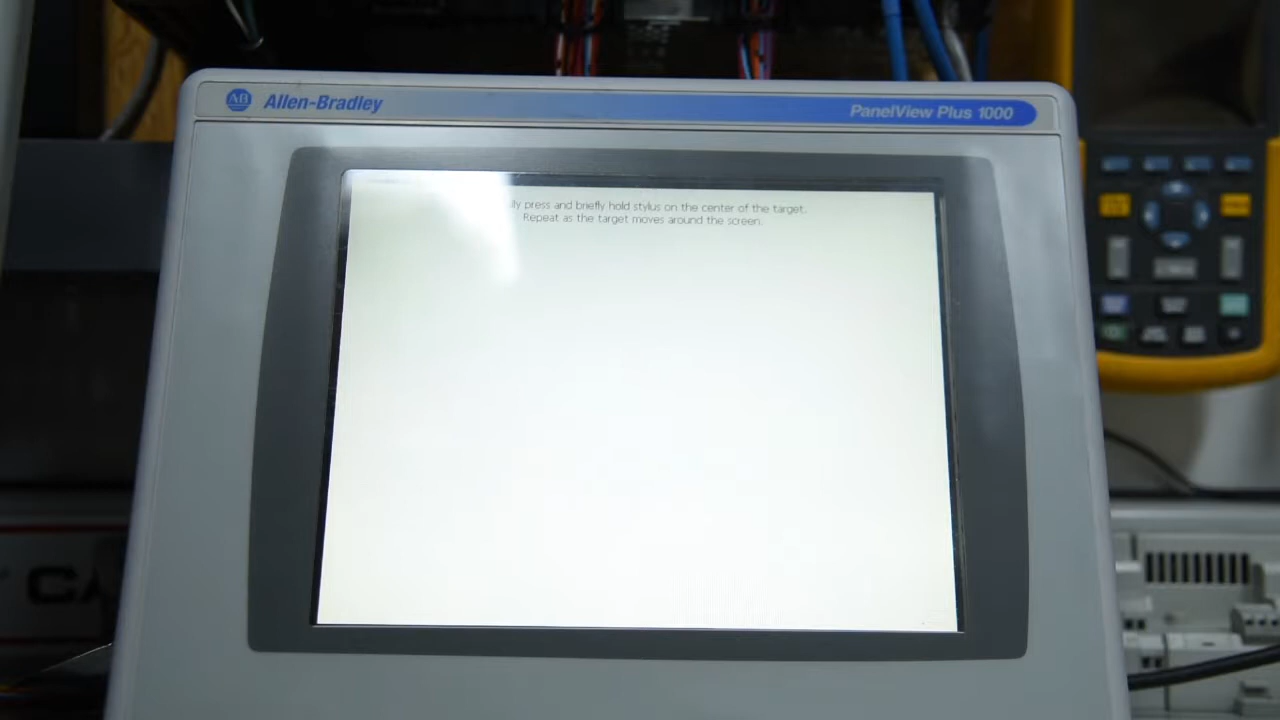 AB Allen-Bradley
PanelView Plus 1000
press and briefly hold stylus on the center of the target.
Repeat as the target moves around the screen.